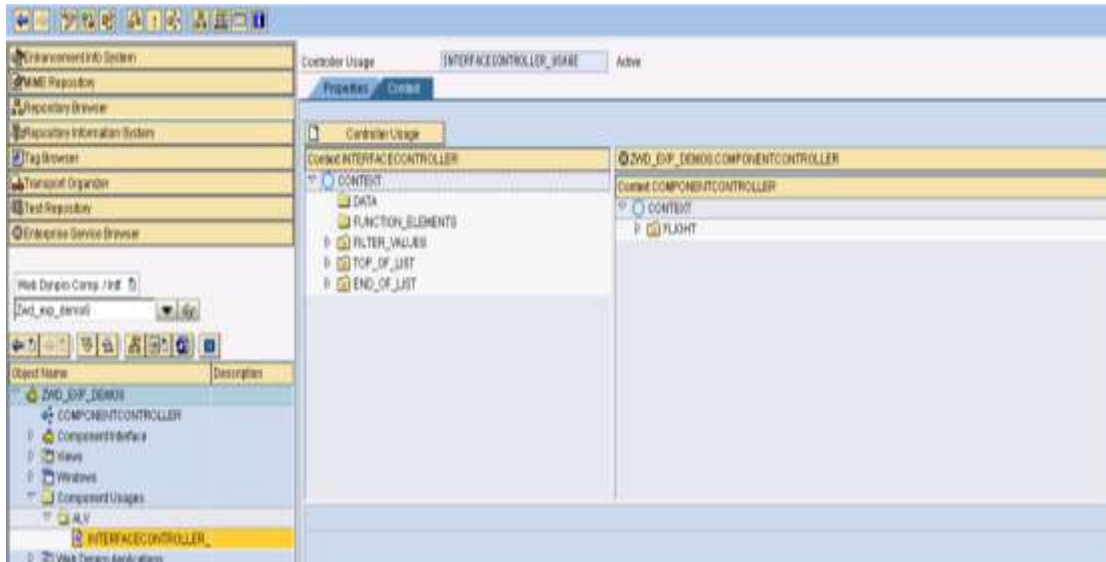 Enhancement Info System
MIME Repository
Repository Browser
Repository Information System
Tag Browser
Transport Organizer
Test Repository
Enterprise Service Browser
Web Dynpro Comp. / Intf.
Object Name Description
ZWD_EXP_DEMO5
COMPONENTCONTROLLER
Component Interface
Views
Windows
Component Usages
ALV
INTERFACECONTROLLER_
Web Dynpro Applications
Controller Usage INTERFACECONTROLLER_USAGE Active
Properties Context
Controller Usage
Context INTERFACECONTROLLER
CONTEXT
DATA
FUNCTION_ELEMENTS
FILTER_VALUES
TOP_OF_LIST
END_OF_LIST
Context COMPONENTCONTROLLER
CONTEXT
FLIGHT